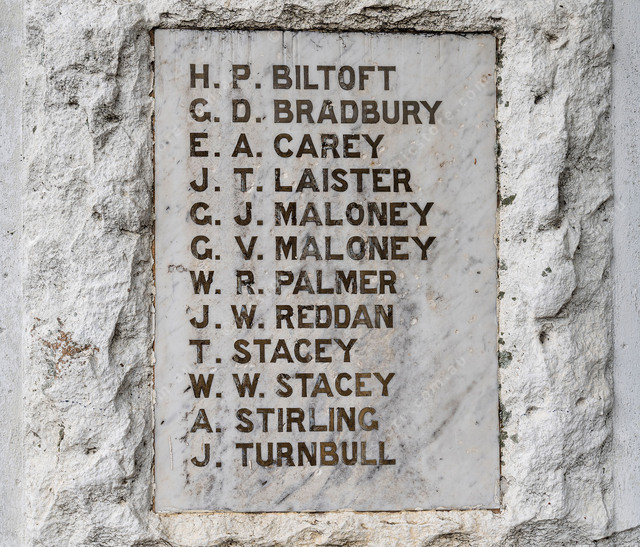 H. P. BILTOFT
G. D. BRADBURY
E. A. CAREY
J. T. LAISTER
G. J. MALONEY
G. V. MALONEY
W. R. PALMER
J. W. REDDAN
T. STACEY
W. W. STACEY
A. STIRLING
J. TURNBULL